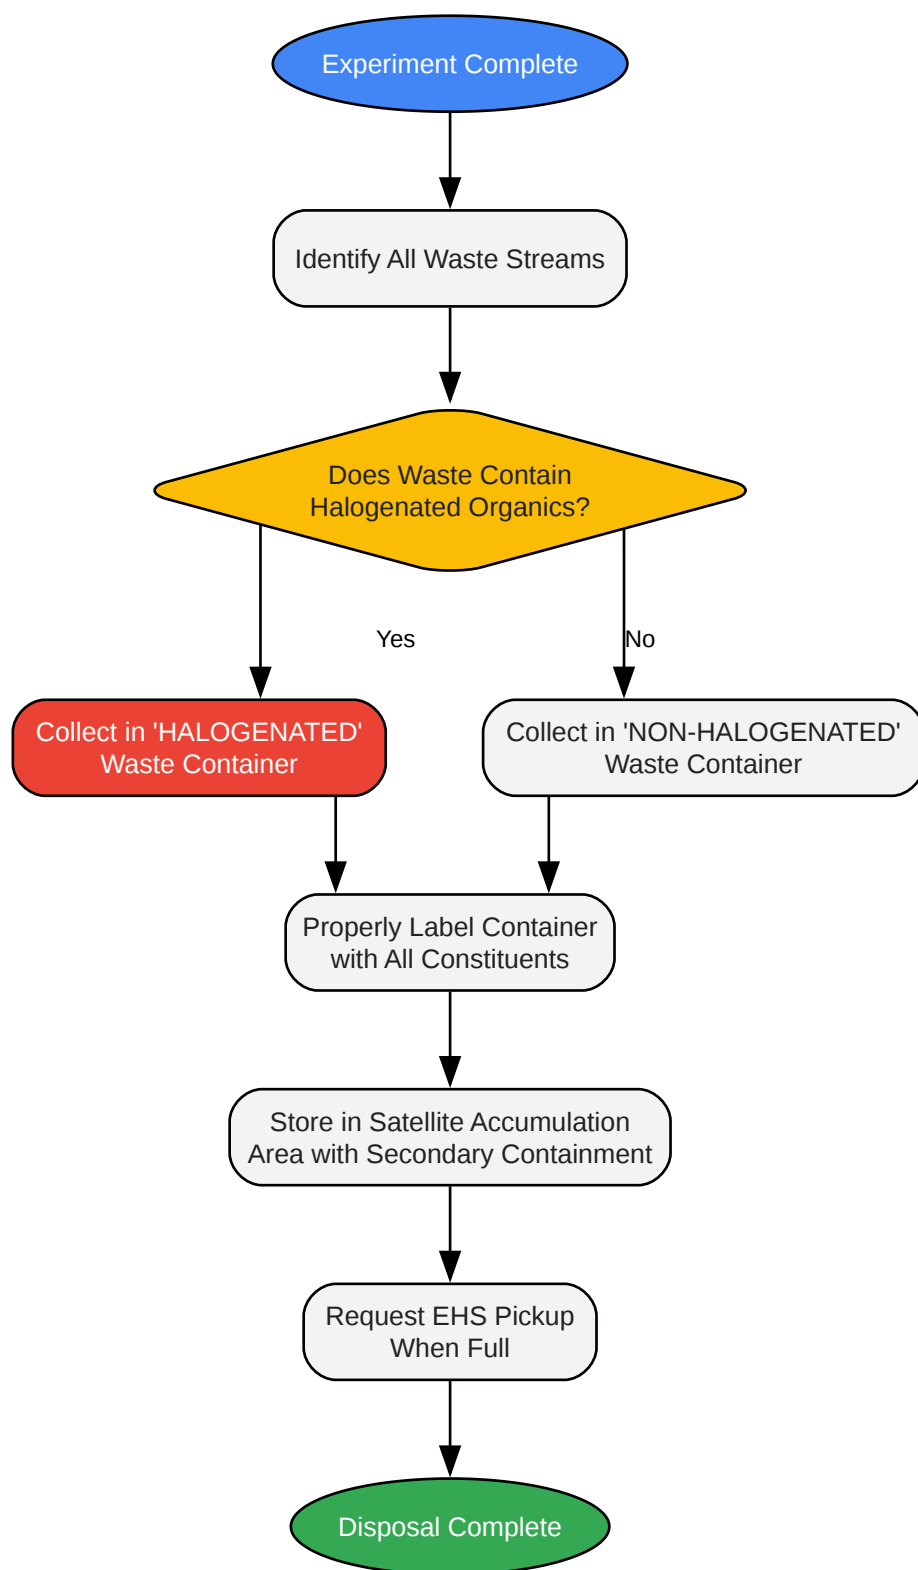 Experiment Complete
Identify All Waste Streams
Does Waste Contain
Halogenated Organics?
Yes
No
Collect in 'HALOGENATED'
Waste Container
Collect in 'NON-HALOGENATED'
Waste Container
Properly Label Container
with All Constituents
Store in Satellite Accumulation
Area with Secondary Containment
Request EHS Pickup
When Full
Disposal Complete